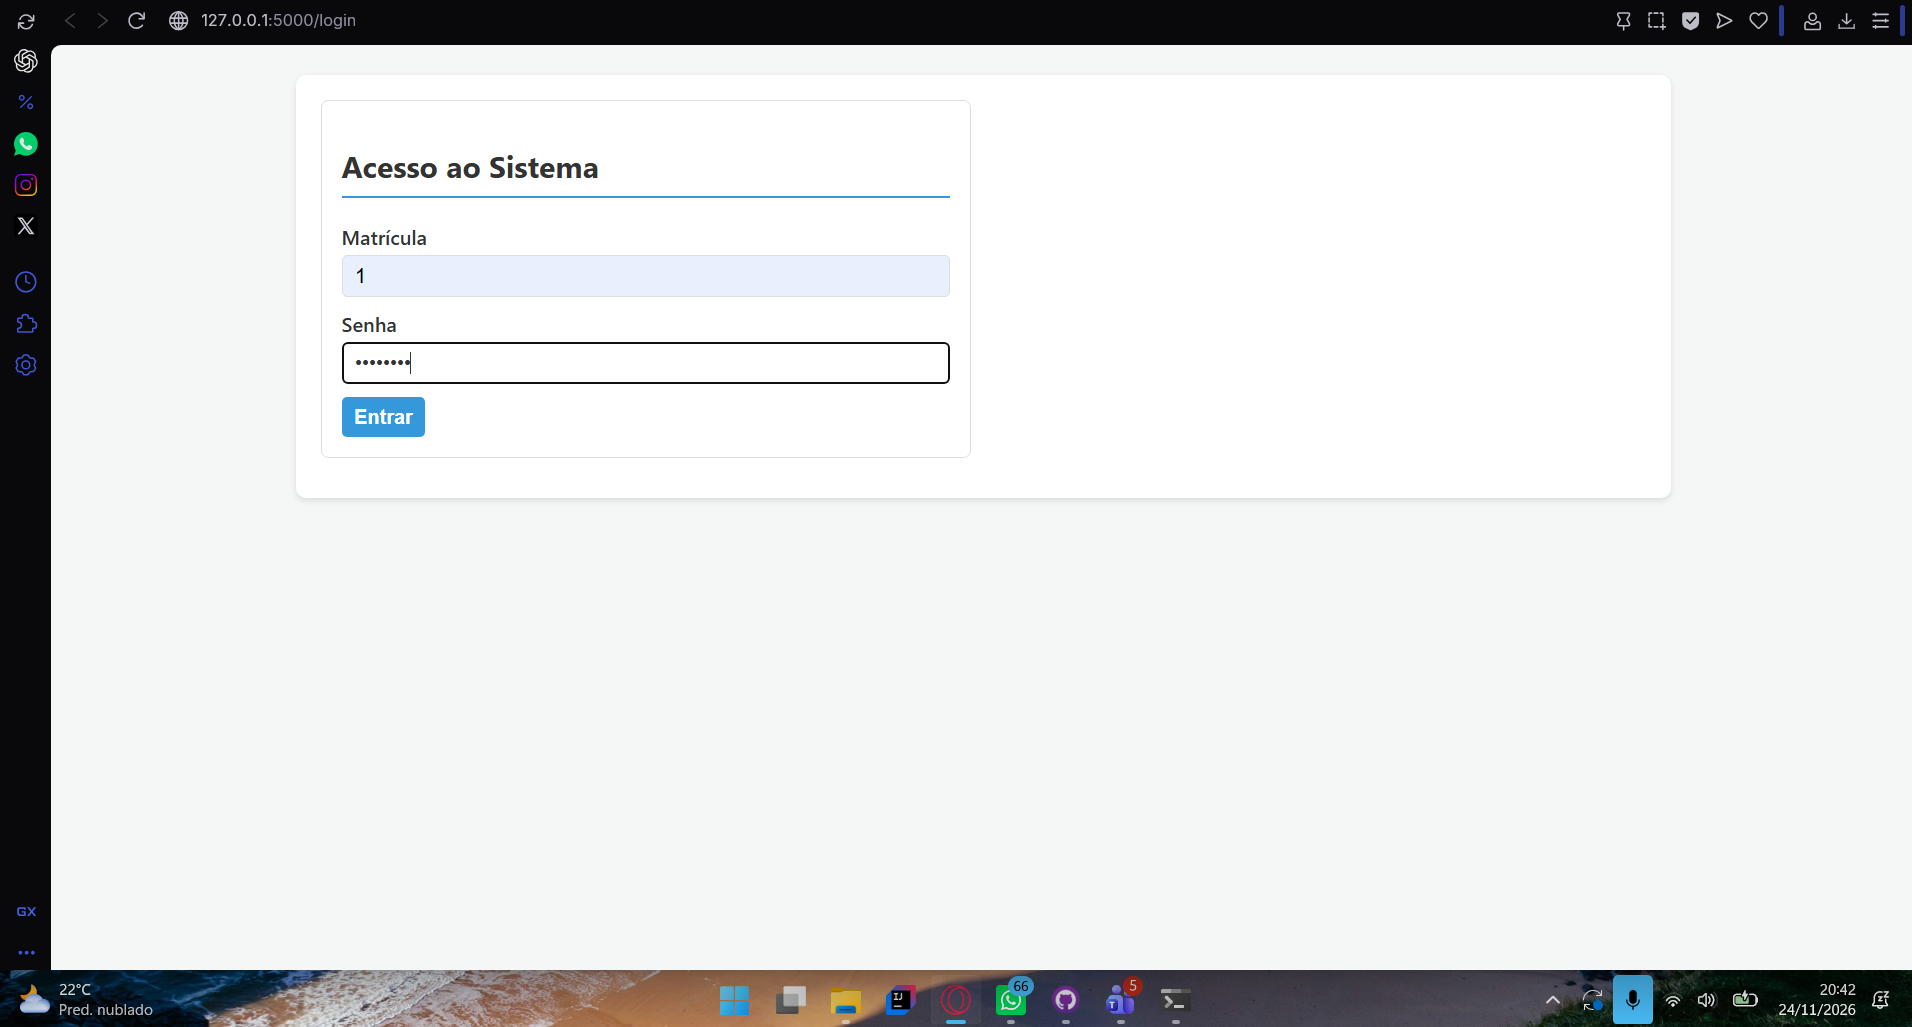 127.0.0.1:5000/login
Acesso ao Sistema
Matrícula
1
Senha
••••••••
Entrar
GX
22°C
Pred. nublado
IJ
66
T
5
20:42
24/11/2026